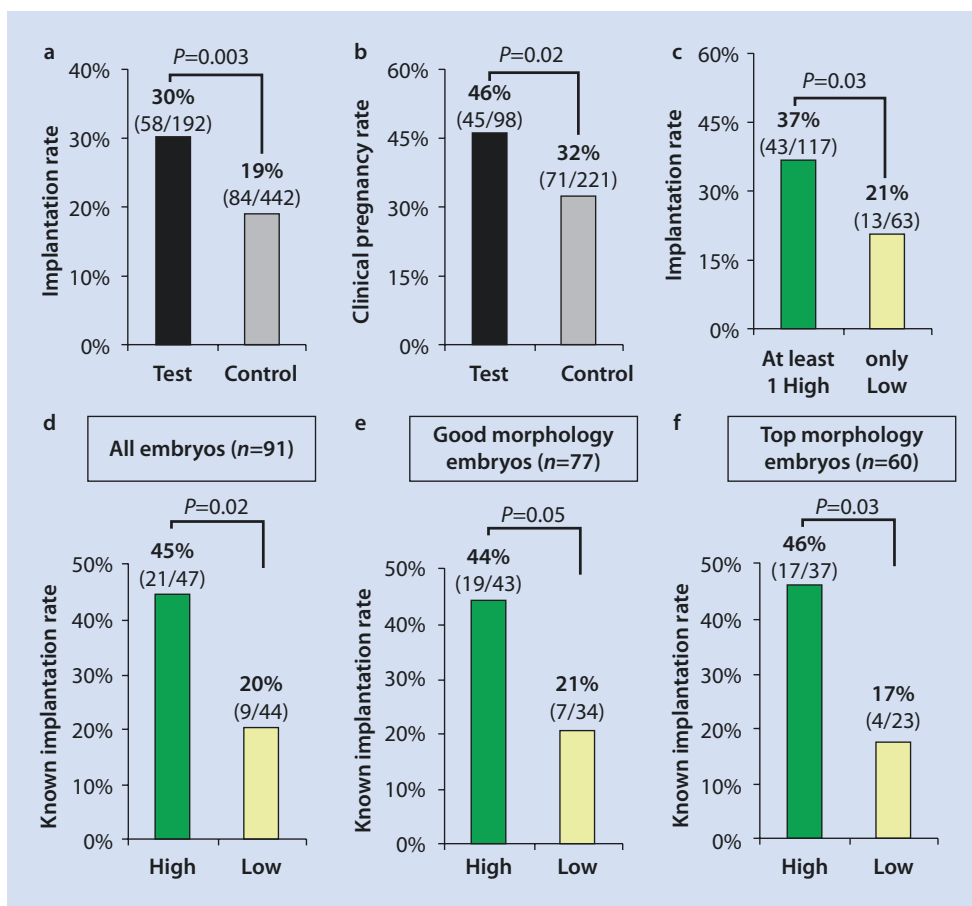 a
P=0.003
40%
30%
20%
10%
0%
Implantation rate
30%
(58/192)
19%
(84/442)
Test Control
b
P=0.02
60%
45%
30%
15%
0%
Clinical pregnancy rate
46%
(45/98)
32%
(71/221)
Test Control
c
P=0.03
60%
45%
30%
15%
0%
Implantation rate
37%
(43/117)
21%
(13/63)
At least
1 High
only
Low
d
All embryos (n=91)
P=0.02
50%
40%
30%
20%
10%
0%
Known implantation rate
45%
(21/47)
20%
(9/44)
High Low
e
Good morphology
embryos (n=77)
P=0.05
50%
40%
30%
20%
10%
0%
Known implantation rate
44%
(19/43)
21%
(7/34)
High Low
f
Top morphology
embryos (n=60)
P=0.03
50%
40%
30%
20%
10%
0%
Known implantation rate
46%
(17/37)
17%
(4/23)
High Low